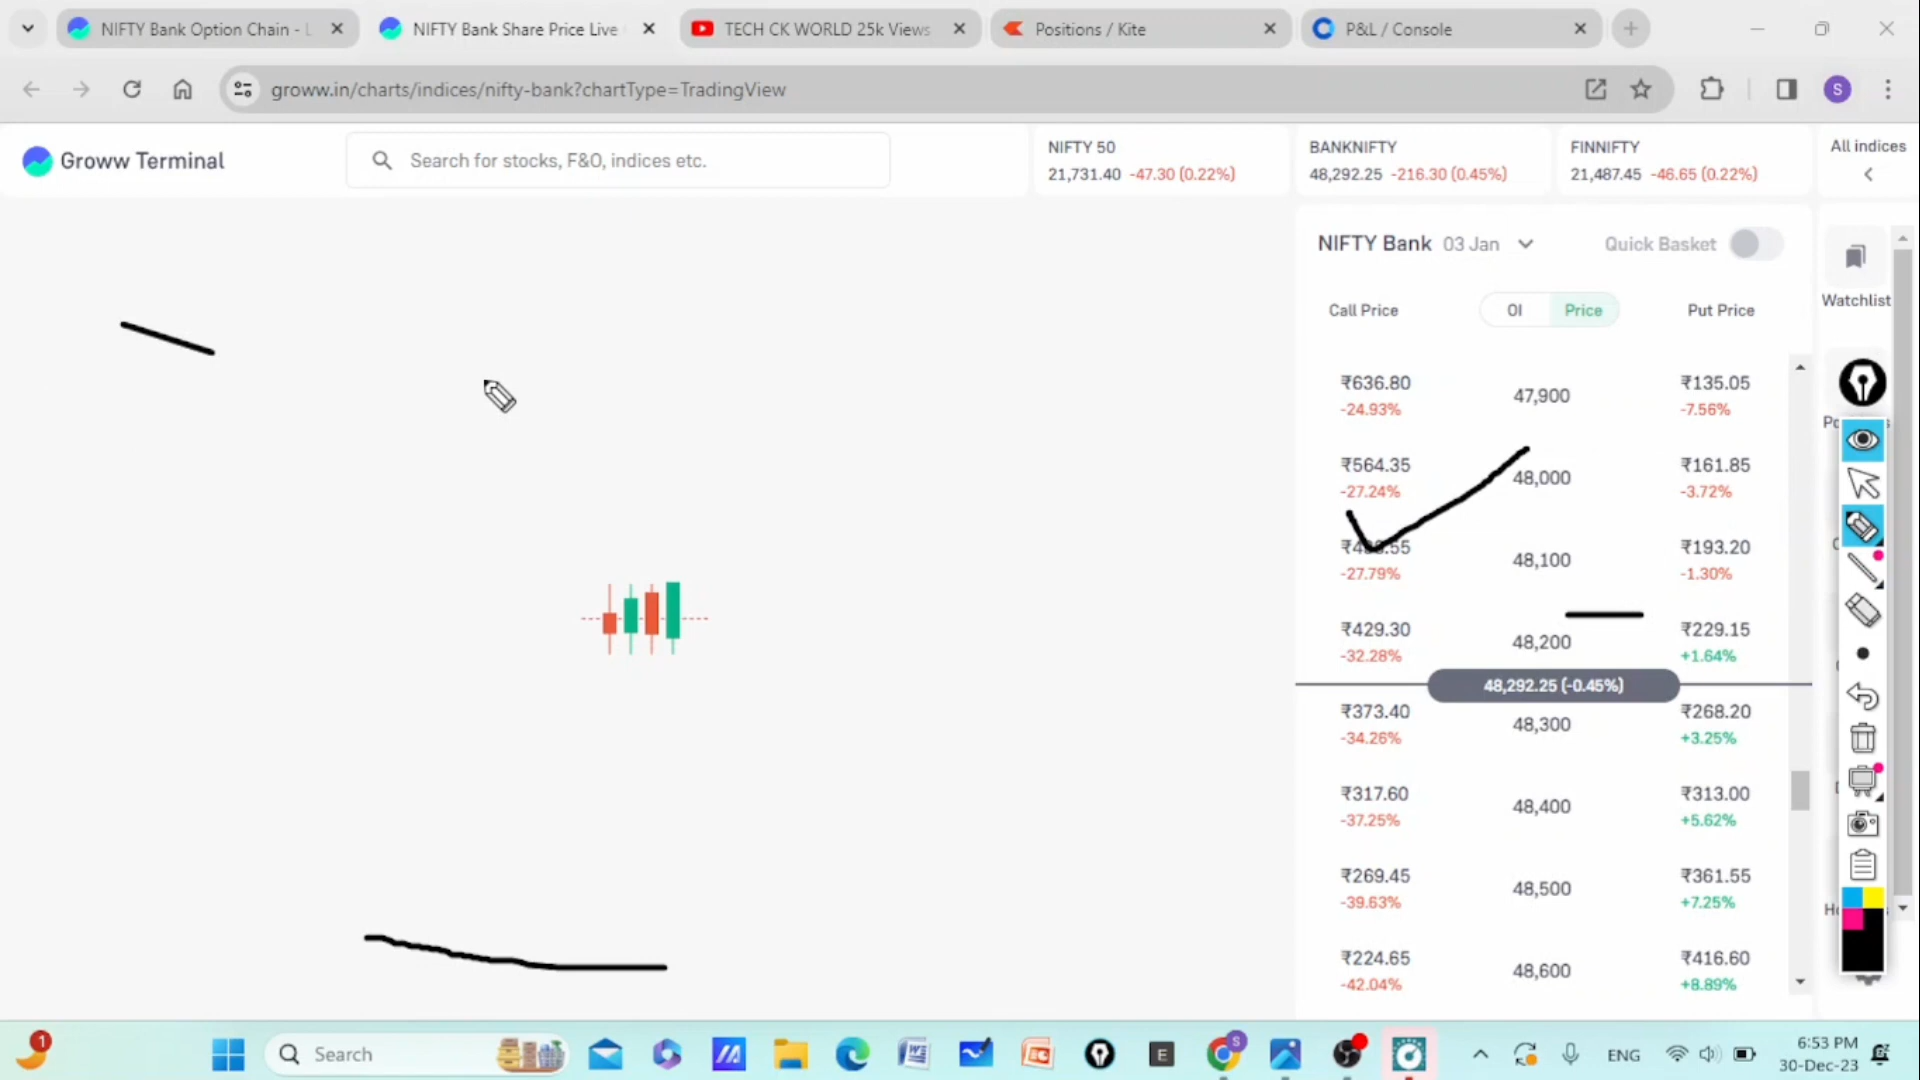 NIFTY Bank Option Chain - L
NIFTY Bank Share Price Live
TECH CK WORLD 25k Views
Positions / Kite
P&L / Console
groww.in/charts/indices/nifty-bank?chartType=TradingView
S
Groww Terminal
Search for stocks, F&O, indices etc.
NIFTY 50
21,731.40 -47.30 (0.22%)
BANKNIFTY
48,292.25 -216.30 (0.45%)
FINNIFTY
21,487.45 -46.65 (0.22%)
All indices
NIFTY Bank 03 Jan
Quick Basket
Watchlist
Call Price
OI Price
Put Price
₹636.80 47,900 ₹135.05
-24.93% -7.56%
₹564.35 48,000 ₹161.85
-27.24% -3.72%
48,100 ₹193.20
-27.79% -1.30%
₹429.30 48,200 ₹229.15
-32.28% +1.64%
48,292.25 (-0.45%)
₹373.40 48,300 ₹268.20
-34.26% +3.25%
₹317.60 48,400 ₹313.00
-37.25% +5.62%
₹269.45 48,500 ₹361.55
-39.63% +7.25%
₹224.65 48,600 ₹416.60
-42.04% +8.89%
1
Search
E
S
ENG
6:53 PM
30-Dec-23